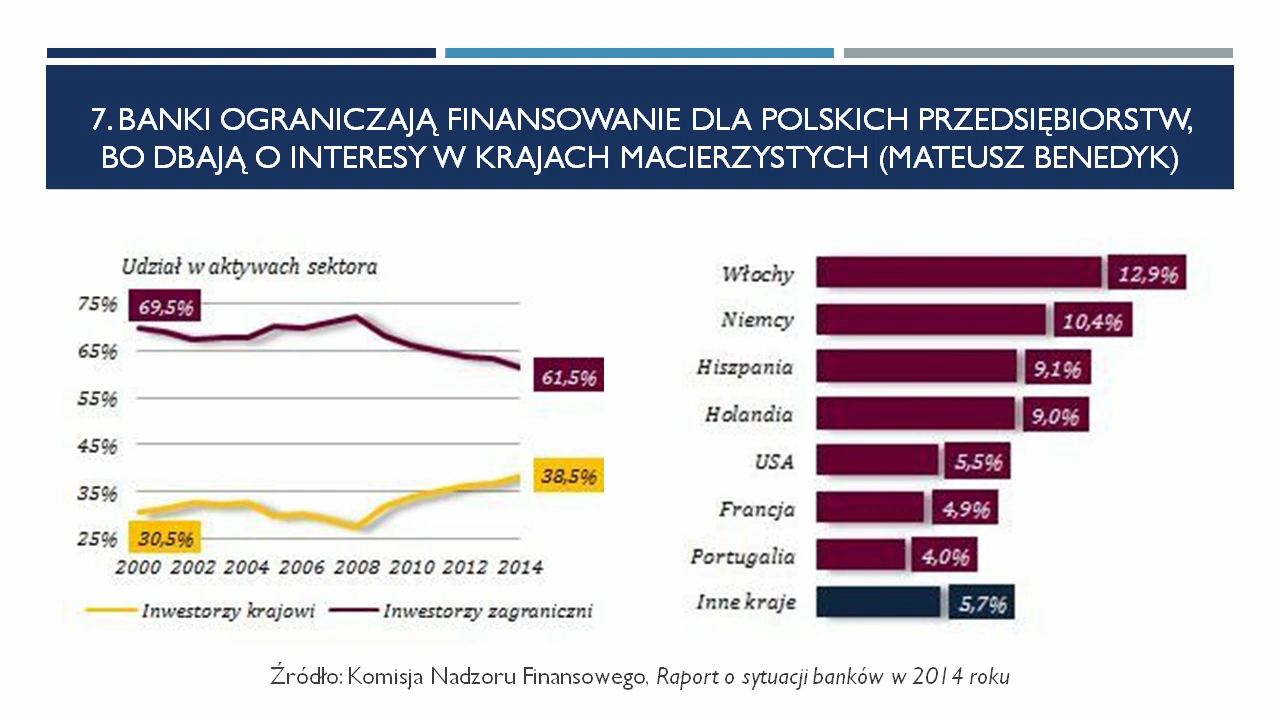 7. BANKI OGRANICZAJĄ FINANSOWANIE DLA POLSKICH PRZEDSIĘBIORSTW,
BO DBAJĄ O INTERESY W KRAJACH MACIERZYSTYCH (MATEUSZ BENEDYK)
Udział w aktywach sektora
75%
69,5%
65%
61,5%
55%
45%
38,5%
35%
30,5%
25%
2000 2002 2004 2006 2008 2010 2012 2014
Inwestorzy krajowi Inwestorzy zagraniczni
Włochy 12,9%
Niemcy 10,4%
Hiszpania 9,1%
Holandia 9,0%
USA 5,5%
Francja 4,9%
Portugalia 4,0%
Inne kraje 5,7%
Źródło: Komisja Nadzoru Finansowego, Raport o sytuacji banków w 2014 roku